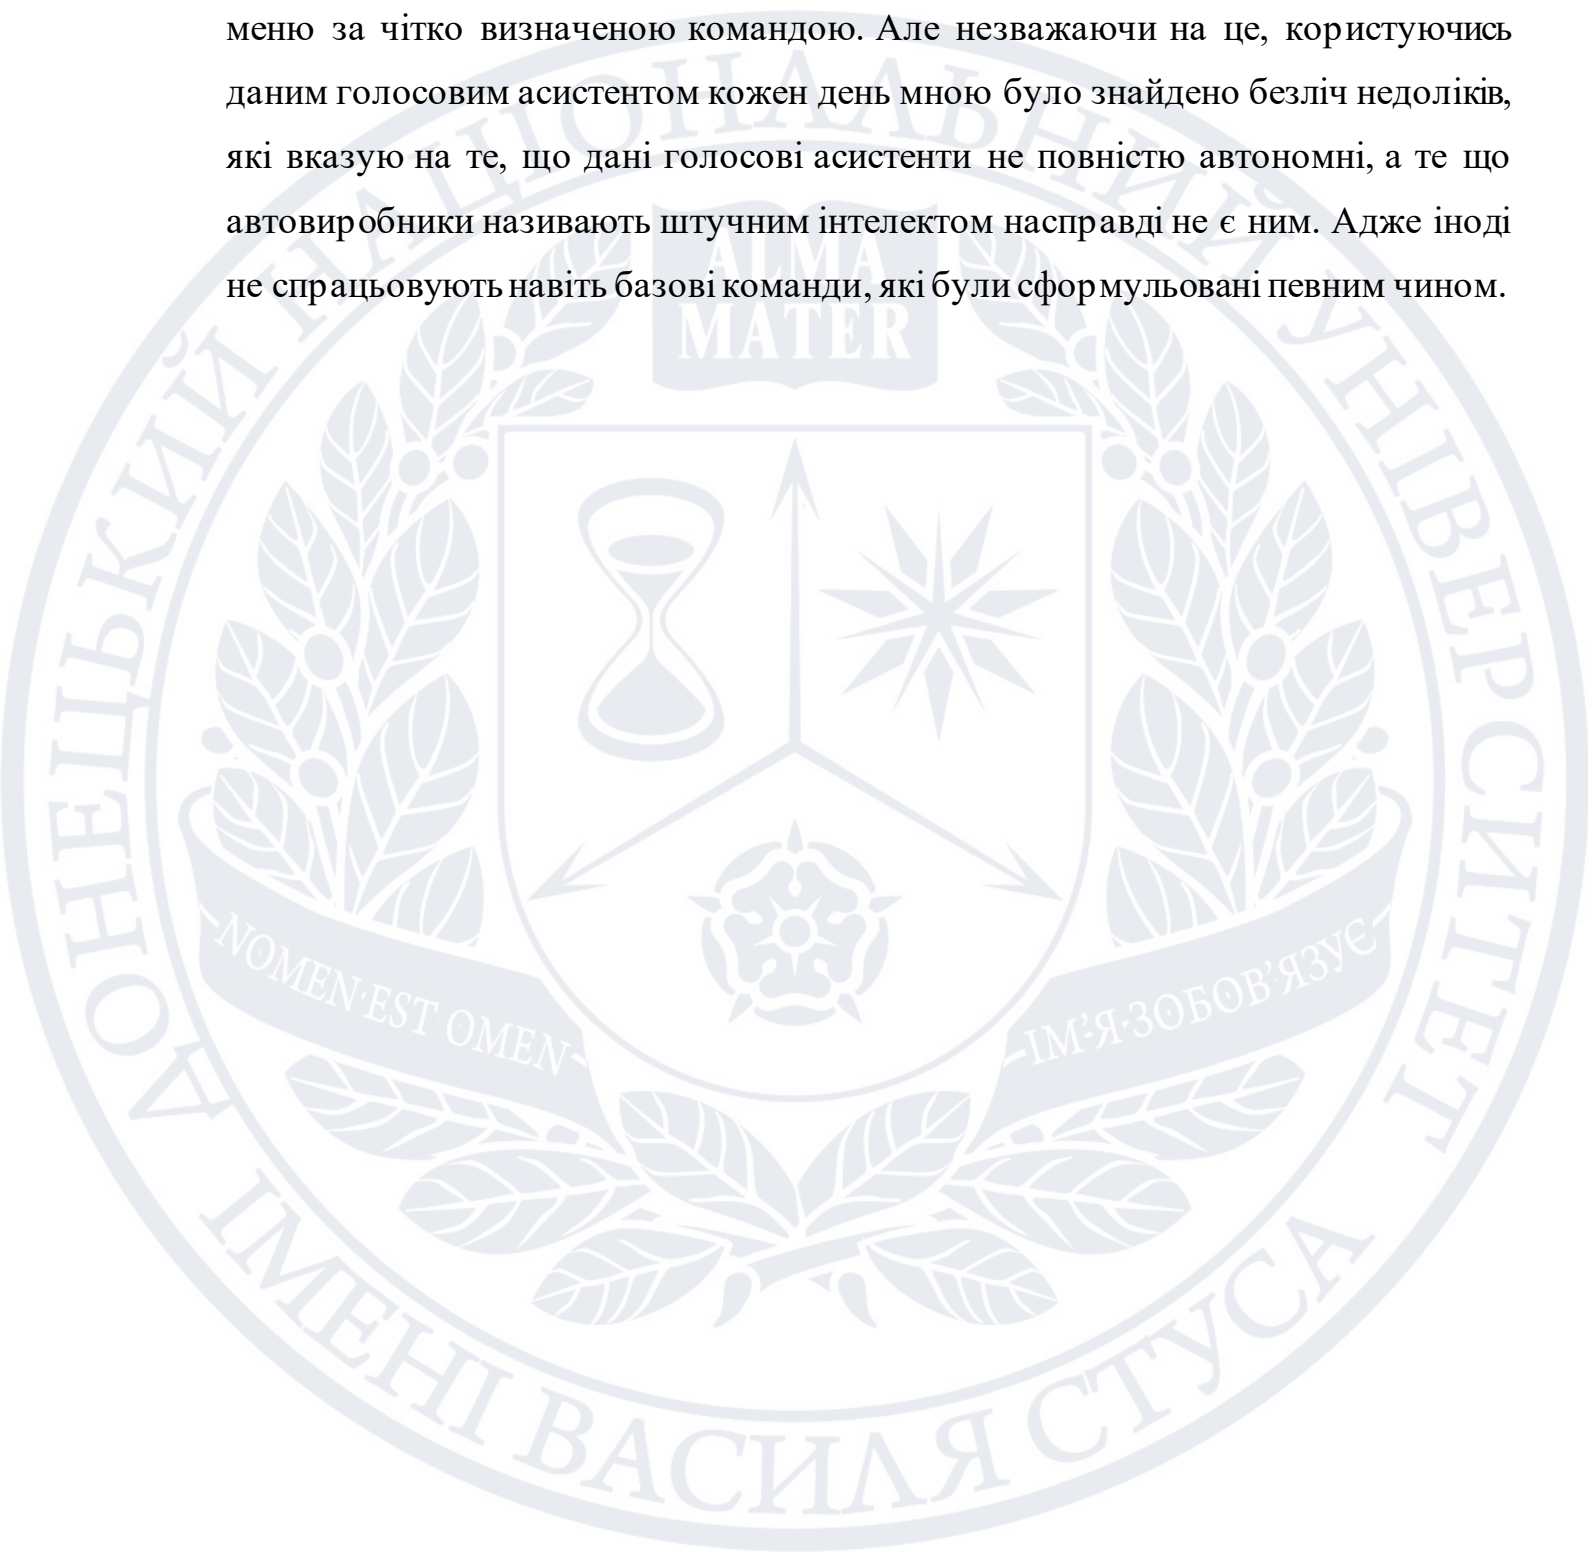 меню за чітко визначеною командою. Але незважаючи на це, користуючись
даним голосовим асистентом кожен день мною було знайдено безліч недоліків,
які вказую на те, що дані голосові асистенти не повністю автономні, а те що
автовиробники називають штучним інтелектом насправді не є ним. Адже іноді
не спрацьовують навіть базові команди, які були сформульовані певним чином.
ДОНЕЦЬКИЙ НАЦІОНАЛЬНИЙ УНІВЕРСИТЕТ
ALMA
MATER
NOMEN·EST·OMEN
ІМ'Я·ЗОБОВ'ЯЗУЄ
ІМЕНІ ВАСИЛЯ СТУСА